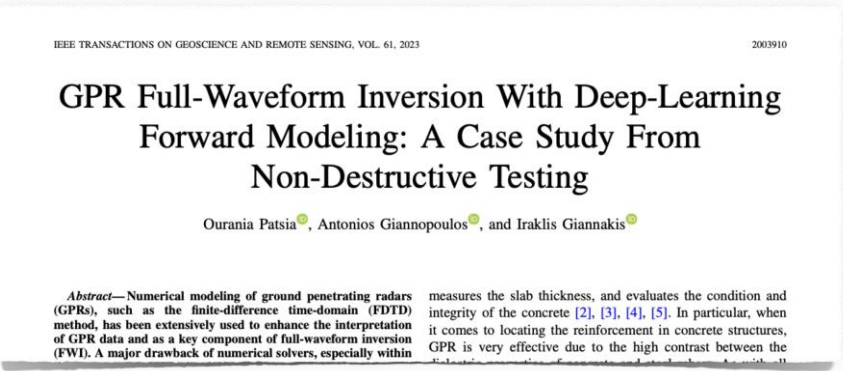 IEEE TRANSACTIONS ON GEOSCIENCE AND REMOTE SENSING, VOL. 61, 2023 2003910
GPR Full-Waveform Inversion With Deep-Learning
Forward Modeling: A Case Study From
Non-Destructive Testing
Ourania Patsia, Antonios Giannopoulos, and Iraklis Giannakis
Abstract—Numerical modeling of ground penetrating radars
(GPRs), such as the finite-difference time-domain (FDTD)
method, has been extensively used to enhance the interpretation
of GPR data and as a key component of full-waveform inversion
(FWI). A major drawback of numerical solvers, especially within
measures the slab thickness, and evaluates the condition and
integrity of the concrete [2], [3], [4], [5]. In particular, when
it comes to locating the reinforcement in concrete structures,
GPR is very effective due to the high contrast between the